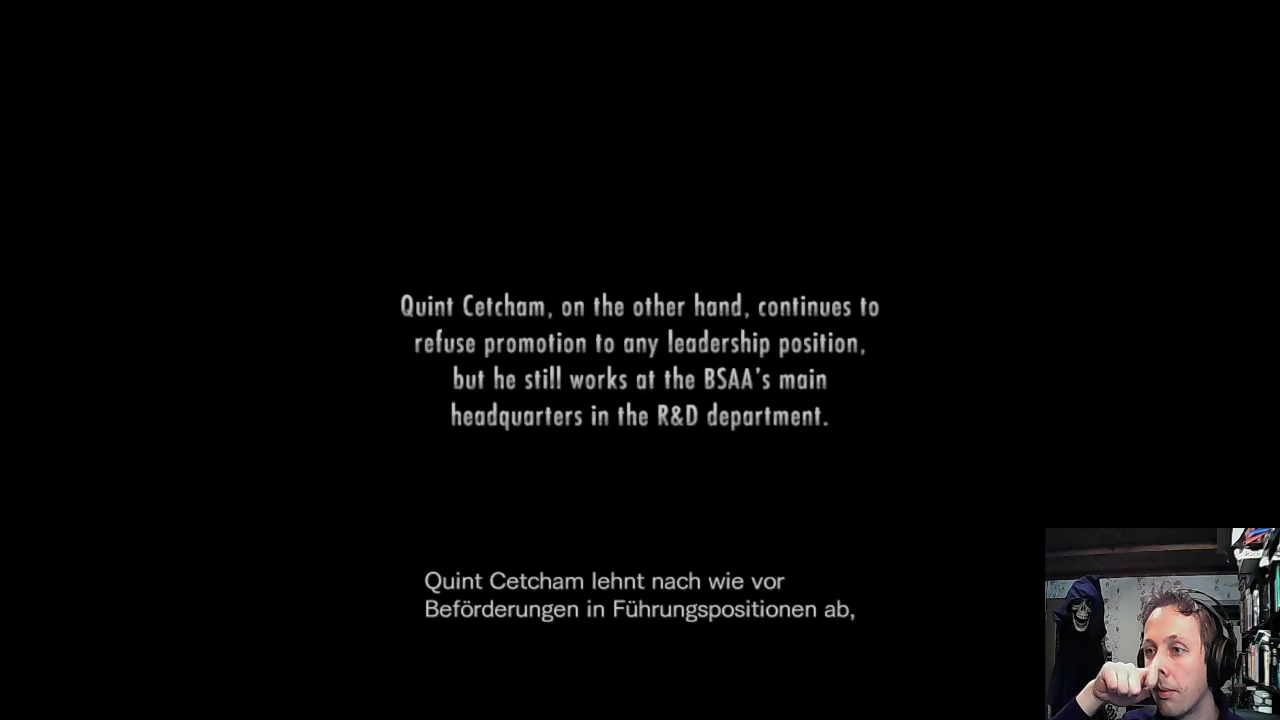 Quint Cetcham, on the other hand, continues to
refuse promotion to any leadership position,
but he still works at the BSAA's main
headquarters in the R&D department.
Quint Cetcham lehnt nach wie vor
Beförderungen in Führungspositionen ab,